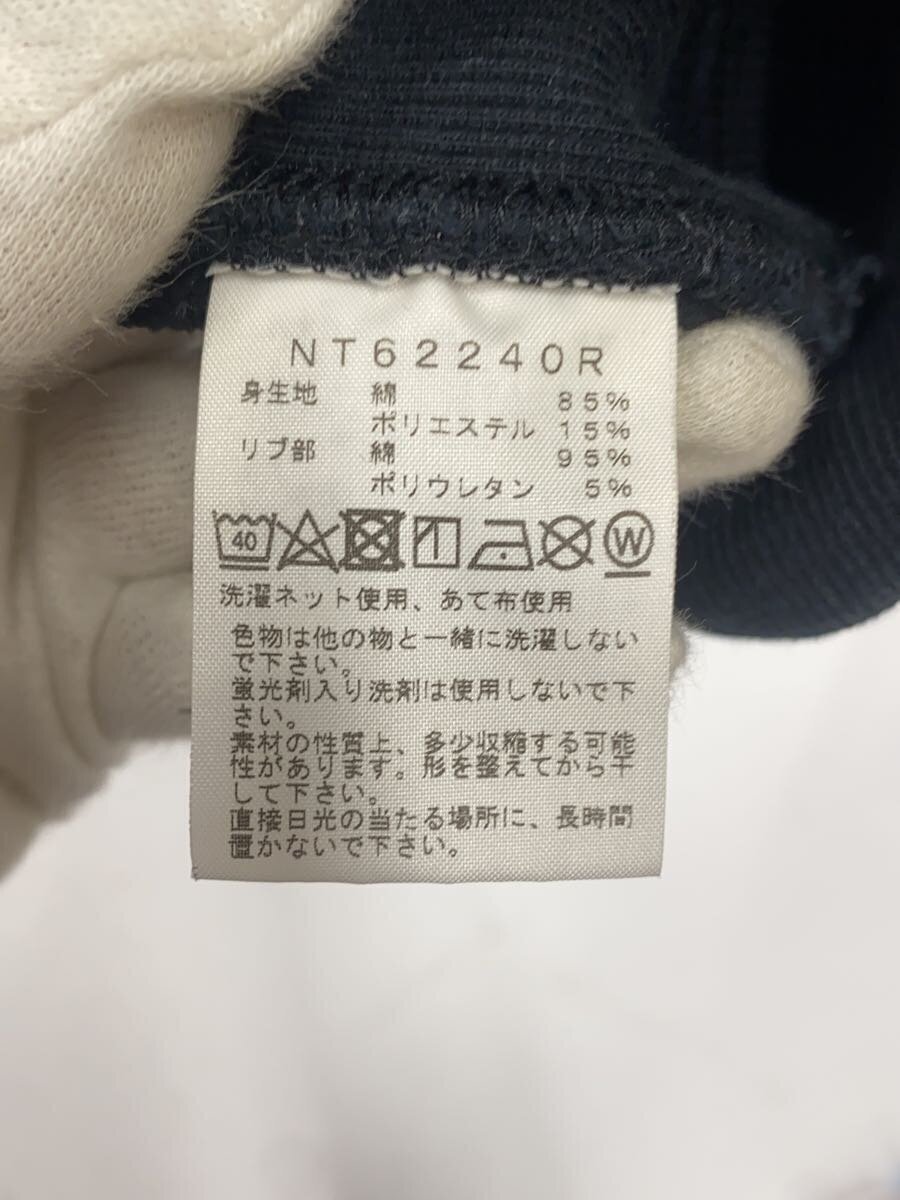 NT62240R
身生地 綿 85%
ポリエステル 15%
リブ部 綿 95%
ポリウレタン 5%
40 W
洗濯ネット使用、あて布使用
色物は他の物と一緒に洗濯しない
で下さい。
蛍光剤入り洗剤は使用しないで下
さい。
素材の性質上、多少収縮する可能
性があります。形を整えてから干
して下さい。
直接日光の当たる場所に、長時間
置かないで下さい。